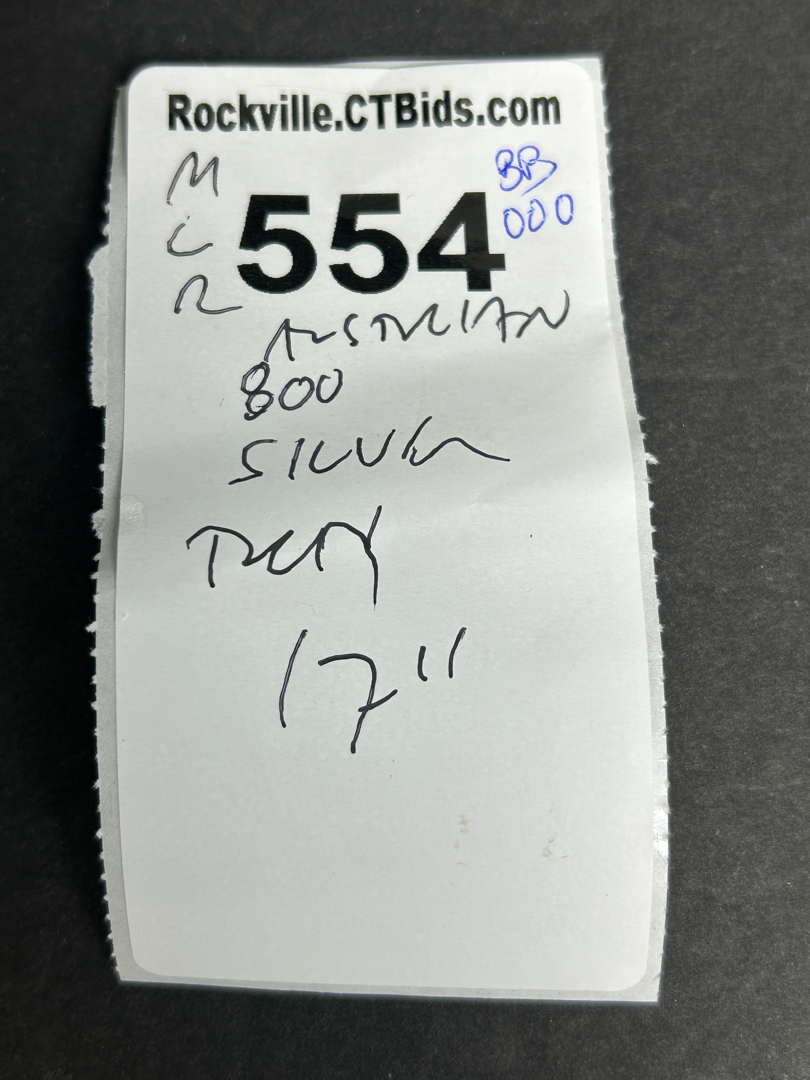 Rockville.CTBids.com
M
C
R
554
BB
000
AUSTRIAN
800
SILVER
TRAY
17"